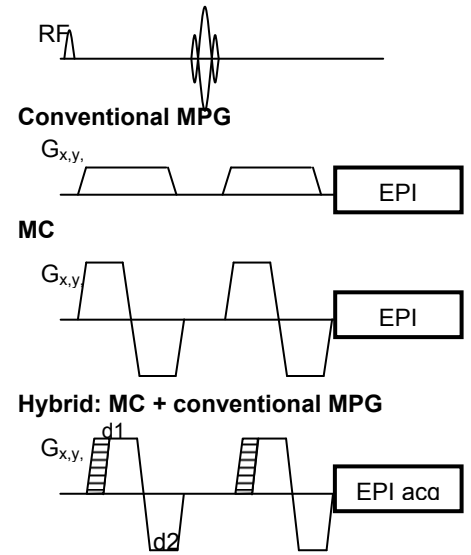 RF
Conventional MPG
Gx,y,
EPI
MC
Gx,y,
EPI
Hybrid: MC + conventional MPG
d1
Gx,y,
EPI acq
d2